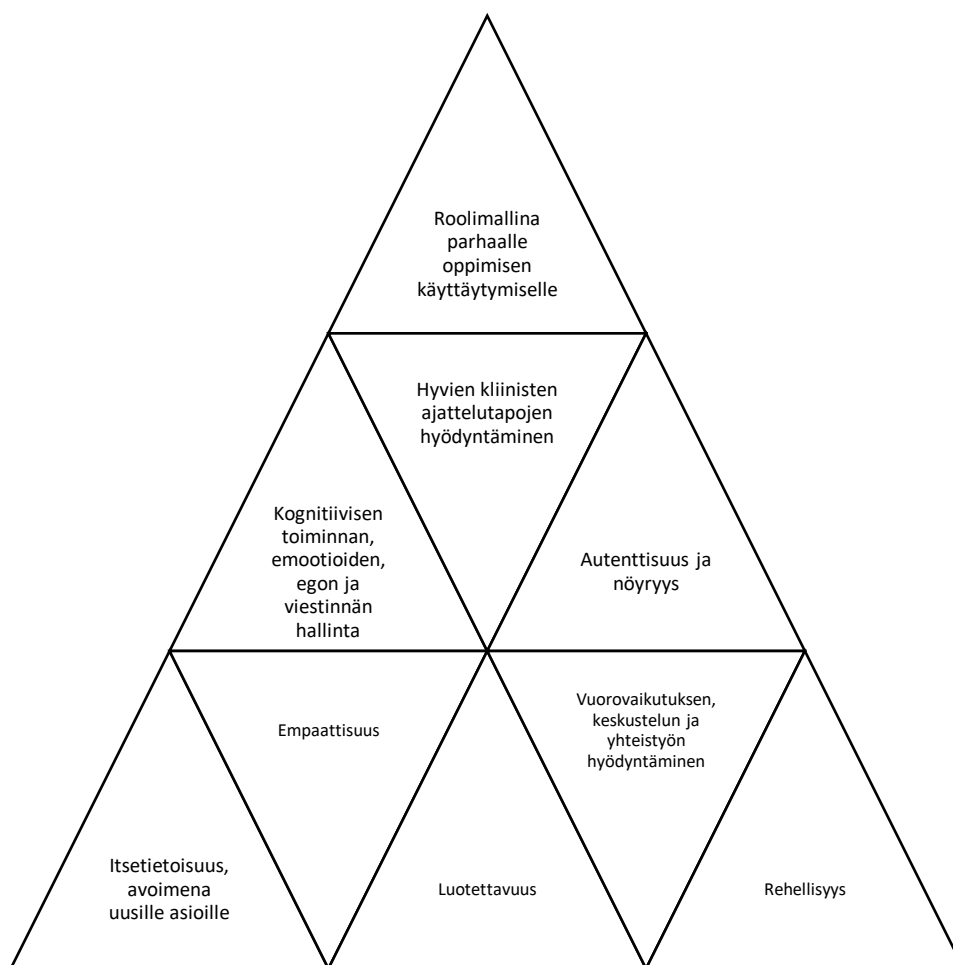 Roolimallina
parhaalle
oppimisen
käyttäytymiselle
Hyvien kliinisten
ajattelutapojen
hyödyntäminen
Kognitiivisen
toiminnan,
emootioiden,
egon ja
viestinnän
hallinta
Autenttisuus ja
nöyryys
Empaattisuus
Vuorovaikutuksen,
keskustelun ja
yhteistyön
hyödyntäminen
Itsetietoisuus,
avoimena
uusille asioille
Luotettavuus
Rehellisyys